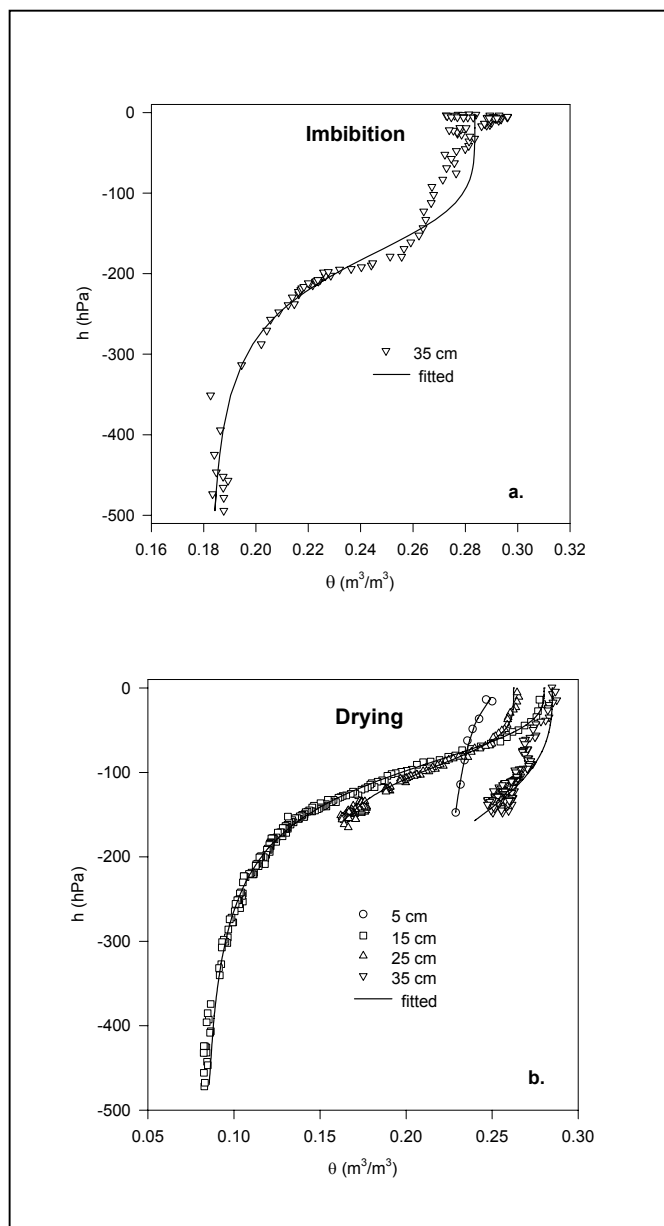 Imbibition
0
-100
-200
-300
-400
-500
h (hPa)
35 cm
fitted
a.
0.16 0.18 0.20 0.22 0.24 0.26 0.28 0.30 0.32
θ (m³/m³)
Drying
0
-100
-200
-300
-400
-500
h (hPa)
5 cm
15 cm
25 cm
35 cm
fitted
b.
0.05 0.10 0.15 0.20 0.25 0.30
θ (m³/m³)